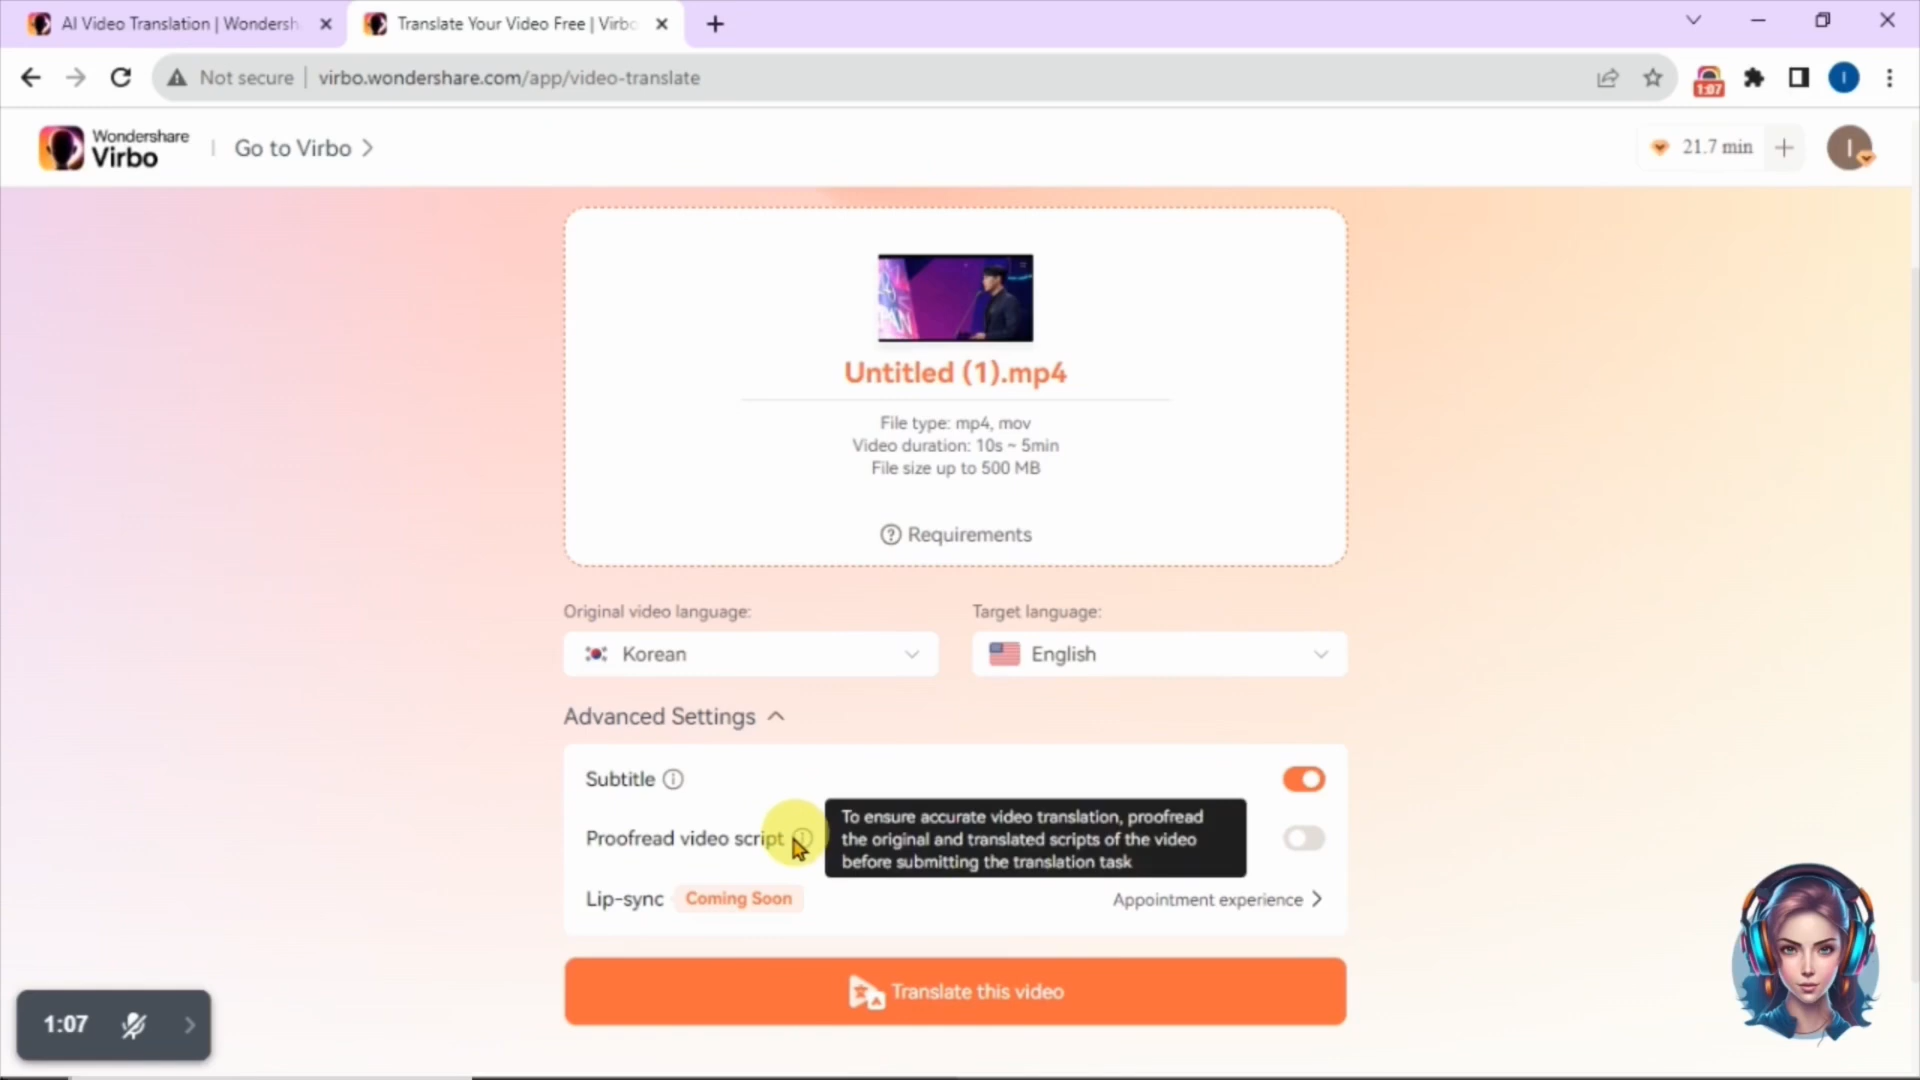 AI Video Translation | Wondersh
Translate Your Video Free | Virbo
Not secure
virbo.wondershare.com/app/video-translate
1:07
I
Wondershare
Virbo
Go to Virbo
21.7 min
I
Untitled (1).mp4
File type: mp4, mov
Video duration: 10s ~ 5min
File size up to 500 MB
Requirements
Original video language:
Target language:
Korean
English
Advanced Settings
Subtitle
To ensure accurate video translation, proofread
the original and translated scripts of the video
before submitting the translation task
Proofread video script
Lip-sync
Coming Soon
Appointment experience
Translate this video
1:07